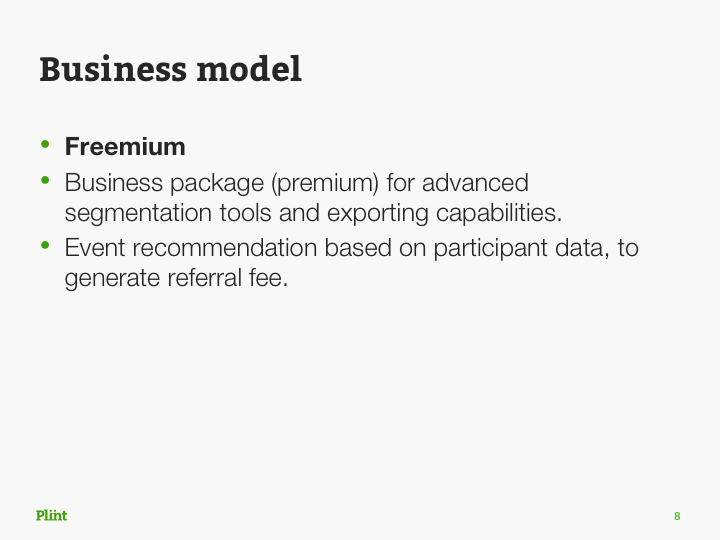 Business model
• Freemium
• Business package (premium) for advanced
segmentation tools and exporting capabilities.
• Event recommendation based on participant data, to
generate referral fee.
Plint
8